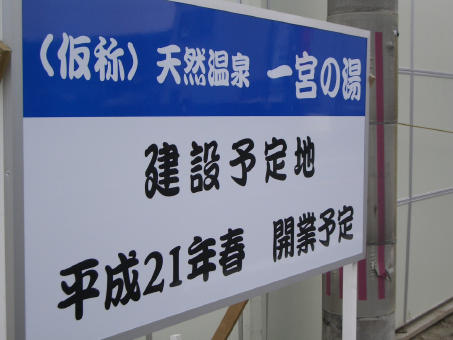 (仮称) 天然温泉 一宮の湯
建設予定地
平成21年春 開業予定